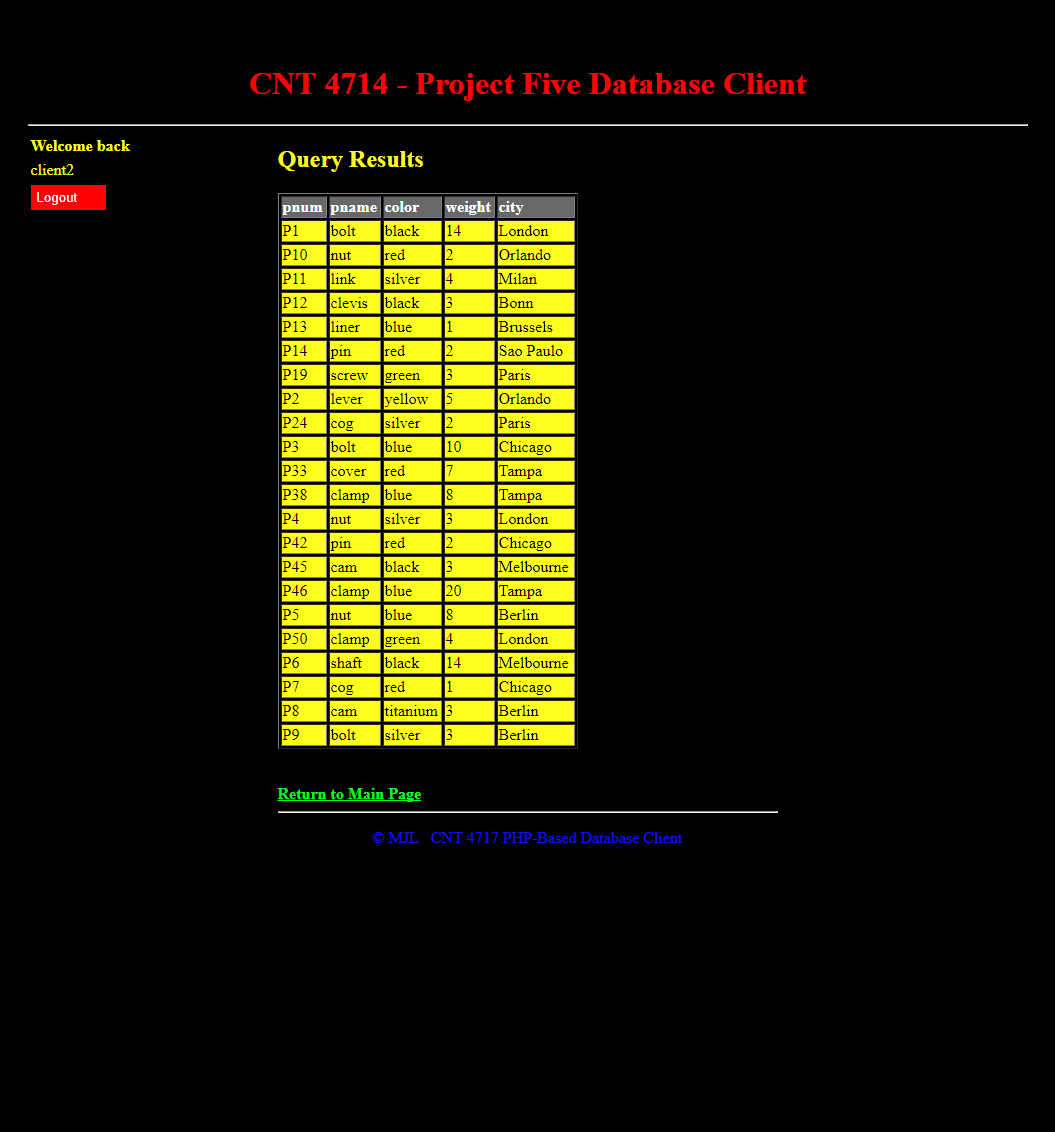 CNT 4714 - Project Five Database Client
Welcome back
client2
Logout
Query Results
pnum pname color weight city
P1 bolt black 14 London
P10 nut red 2 Orlando
P11 link silver 4 Milan
P12 clevis black 3 Bonn
P13 liner blue 1 Brussels
P14 pin red 2 Sao Paulo
P19 screw green 3 Paris
P2 lever yellow 5 Orlando
P24 cog silver 2 Paris
P3 bolt blue 10 Chicago
P33 cover red 7 Tampa
P38 clamp blue 8 Tampa
P4 nut silver 3 London
P42 pin red 2 Chicago
P45 cam black 3 Melbourne
P46 clamp blue 20 Tampa
P5 nut blue 8 Berlin
P50 clamp green 4 London
P6 shaft black 14 Melbourne
P7 cog red 1 Chicago
P8 cam titanium 3 Berlin
P9 bolt silver 3 Berlin
Return to Main Page
© MJL CNT 4717 PHP-Based Database Client